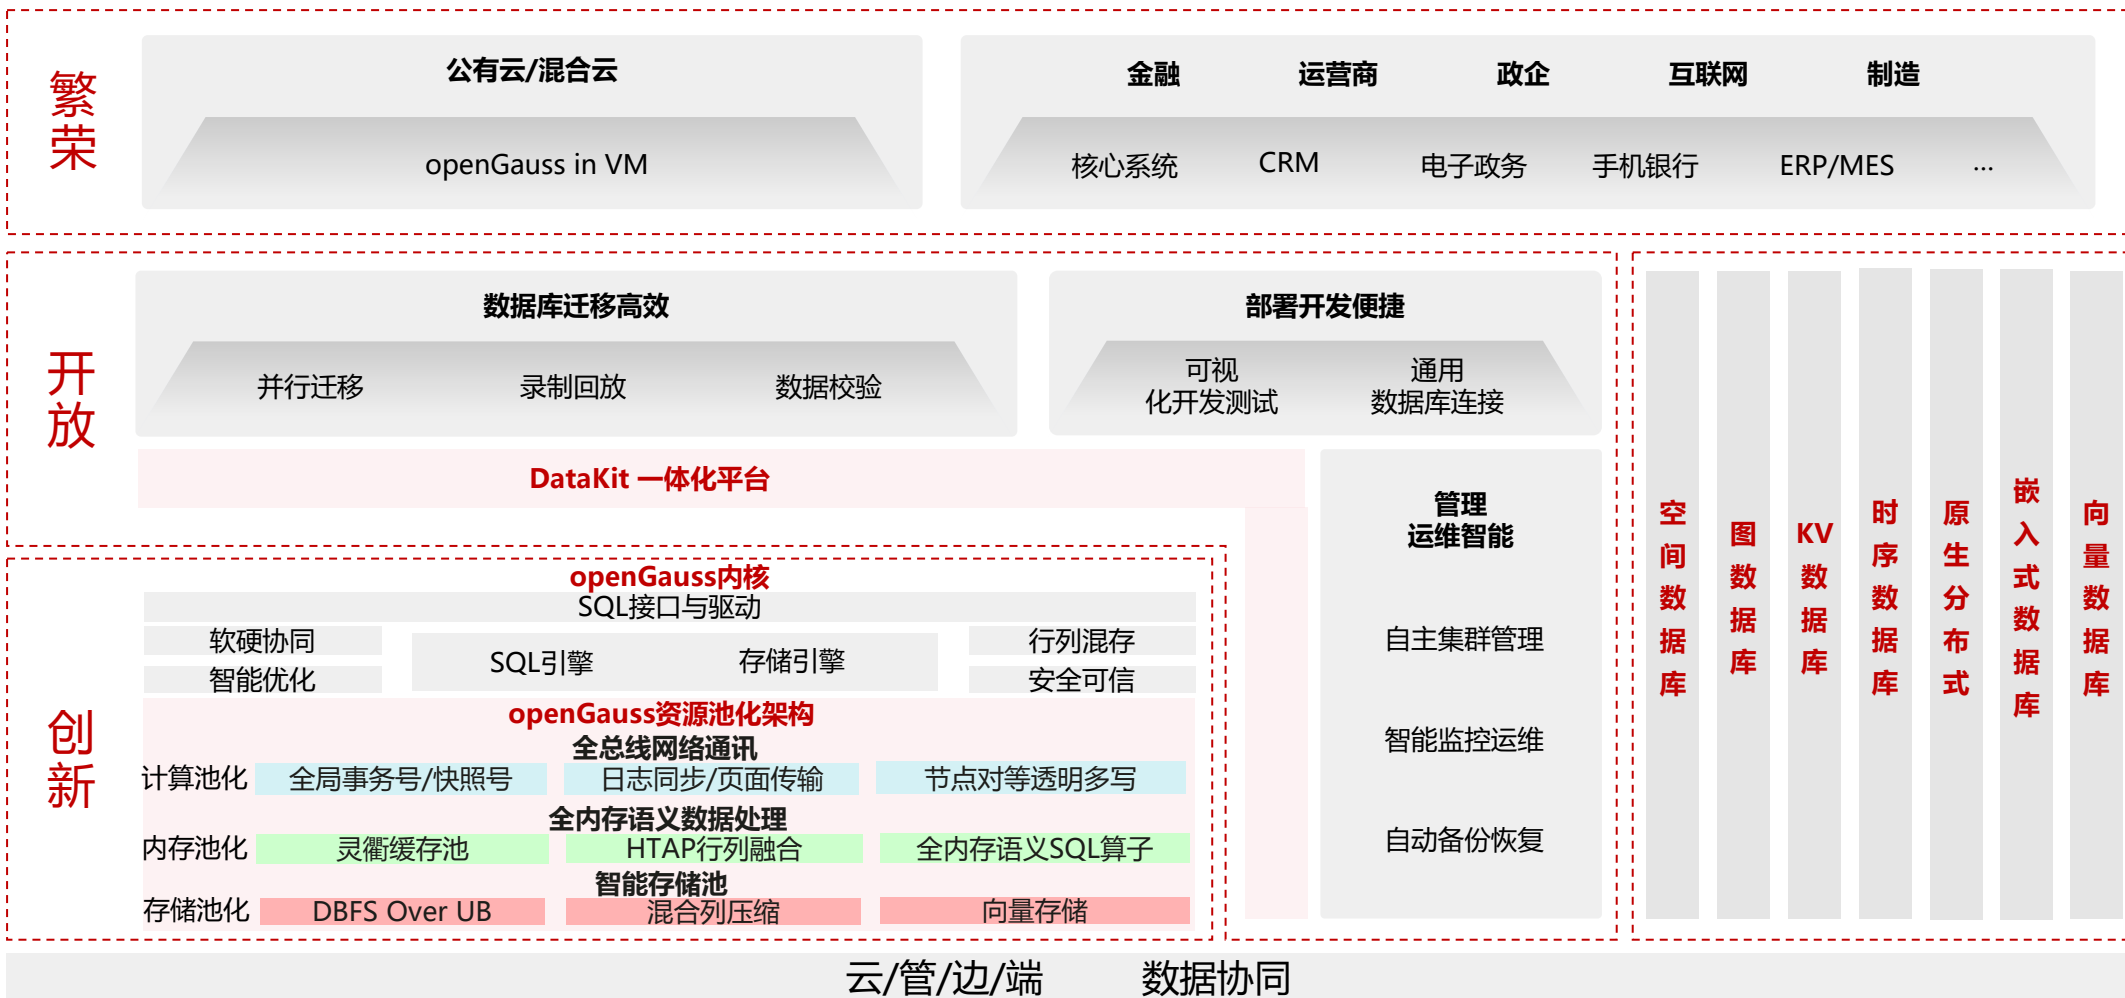 繁荣
公有云/混合云
openGauss in VM
金融 运营商 政企 互联网 制造
核心系统 CRM 电子政务 手机银行 ERP/MES ...
开放
数据库迁移高效
并行迁移 录制回放 数据校验
部署开发便捷
可视
化开发测试
通用
数据库连接
DataKit 一体化平台
管理
运维智能
自主集群管理
智能监控运维
自动备份恢复
创新
openGauss内核
SQL接口与驱动
软硬协同
智能优化
SQL引擎 存储引擎
行列混存
安全可信
openGauss资源池化架构
全总线网络通讯
计算池化 全局事务号/快照号 日志同步/页面传输 节点对等透明多写
全内存语义数据处理
内存池化 灵衢缓存池 HTAP行列融合 全内存语义SQL算子
智能存储池
存储池化 DBFS Over UB 混合列压缩 向量存储
空间数据库
图数据库
KV数据库
时序数据库
原生分布式
嵌入式数据库
向量数据库
云/管/边/端 数据协同